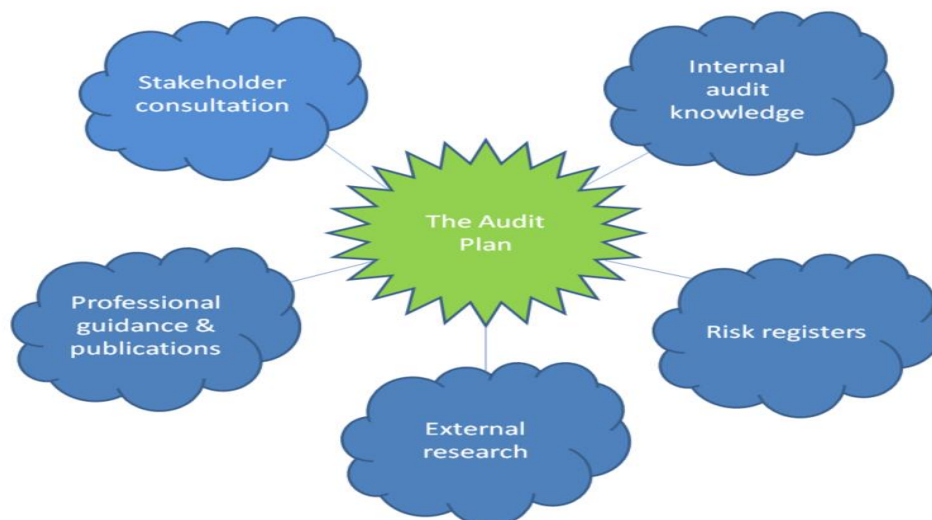 Stakeholder
consultation
Internal
audit
knowledge
The Audit
Plan
Professional
guidance &
publications
Risk registers
External
research